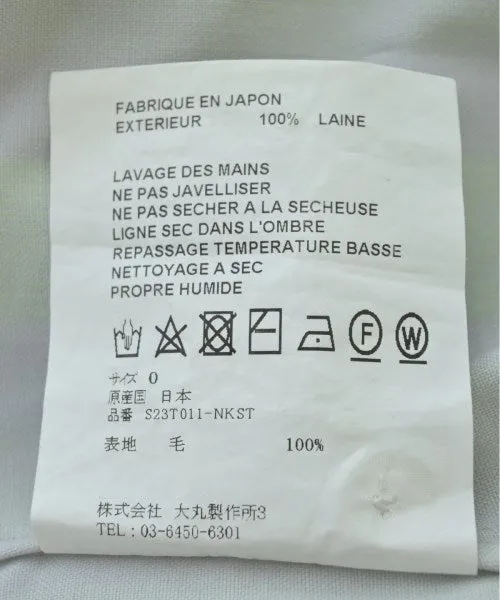 FABRIQUE EN JAPON
EXTERIEUR 100% LAINE
LAVAGE DES MAINS
NE PAS JAVELLISER
NE PAS SECHER A LA SECHEUSE
LIGNE SEC DANS L'OMBRE
REPASSAGE TEMPERATURE BASSE
NETTOYAGE A SEC
PROPRE HUMIDE
F W
サイズ 0
原産国 日本
品番 S23T011-NKST
表地 毛 100%
株式会社 大丸製作所3
TEL：03-6450-6301